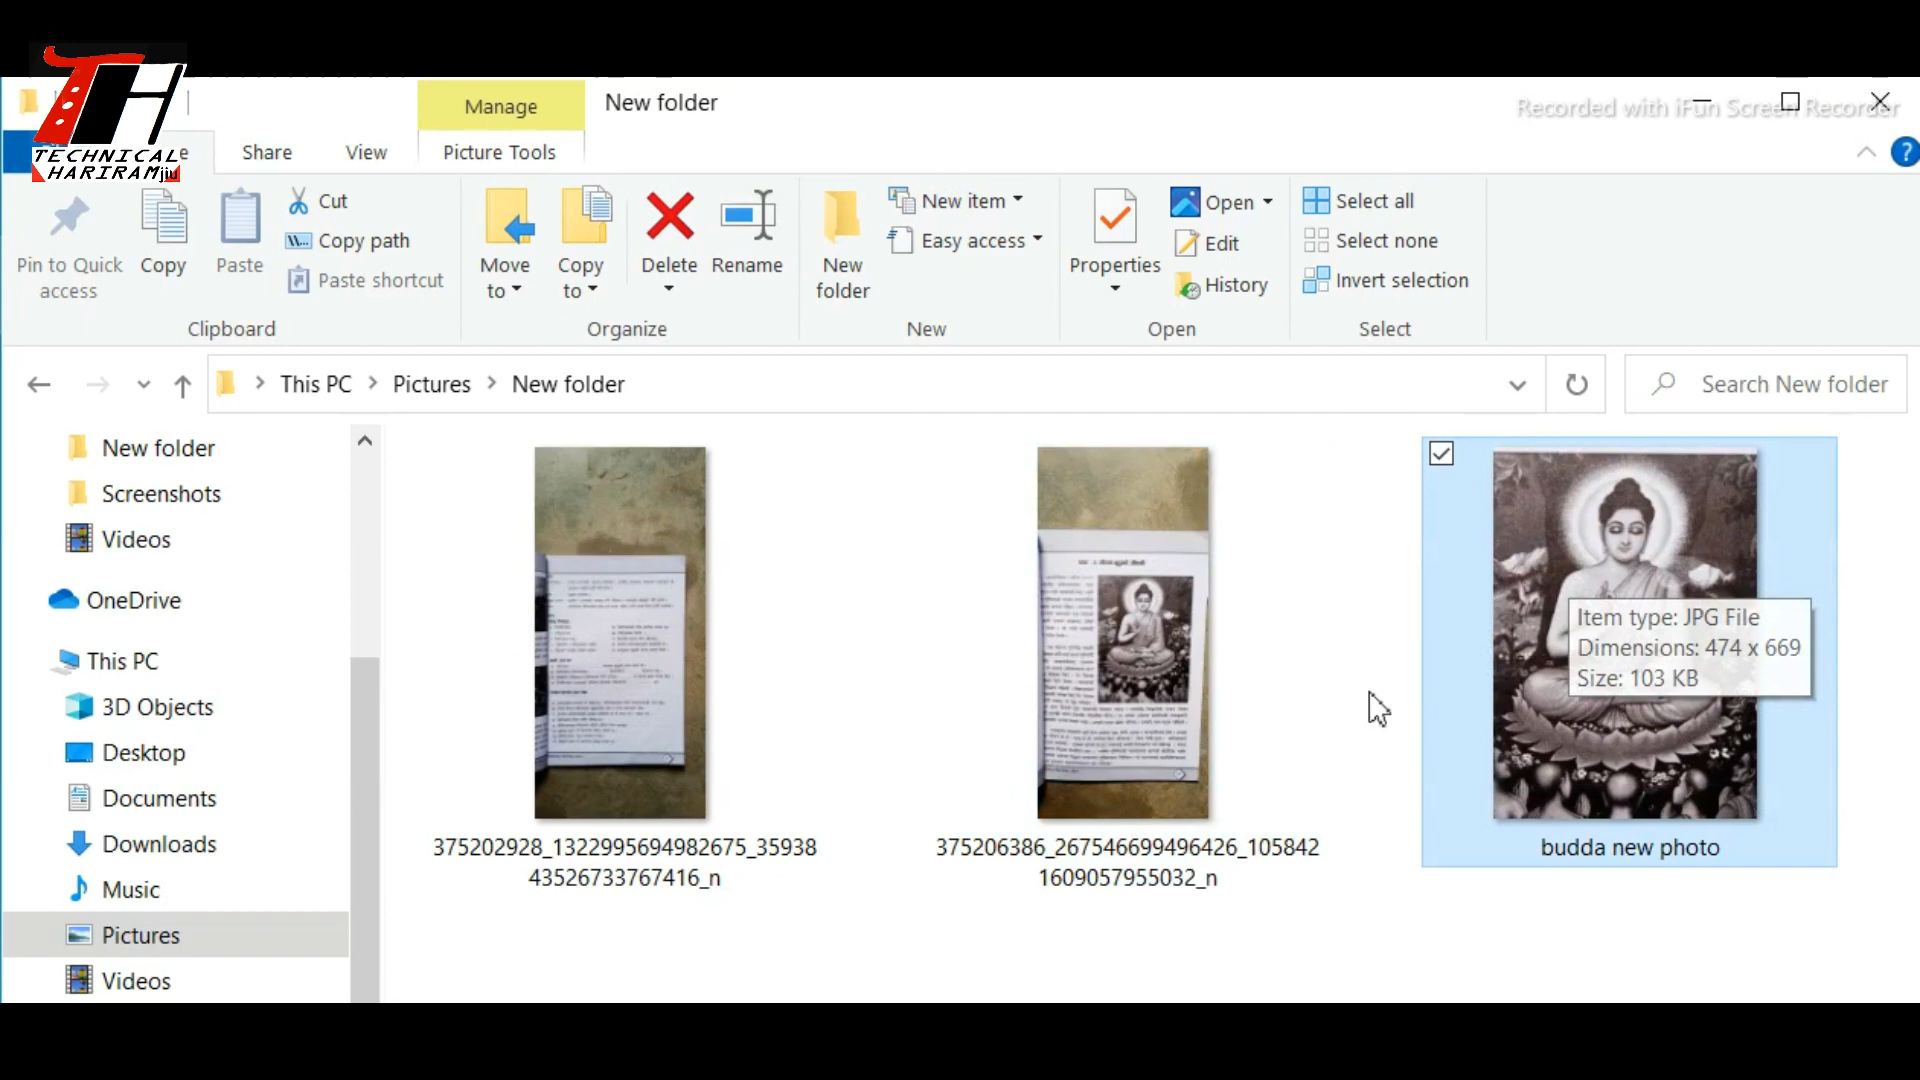 TH
TECHNICAL
HARIRAMjiu
Manage
New folder
Recorded with iFun Screen Recorder
Share
View
Picture Tools
?
Pin to Quick
access
Copy
Paste
Cut
Copy path
Paste shortcut
Clipboard
Move
to
Copy
to
Delete
Rename
Organize
New
folder
New item
Easy access
New
Properties
Open
Edit
History
Open
Select all
Select none
Invert selection
Select
This PC
Pictures
New folder
Search New folder
New folder
Screenshots
Videos
OneDrive
This PC
3D Objects
Desktop
Documents
Downloads
Music
Pictures
Videos
375202928_1322995694982675_35938
43526733767416_n
375206386_267546699496426_105842
1609057955032_n
Item type: JPG File
Dimensions: 474 x 669
Size: 103 KB
budda new photo